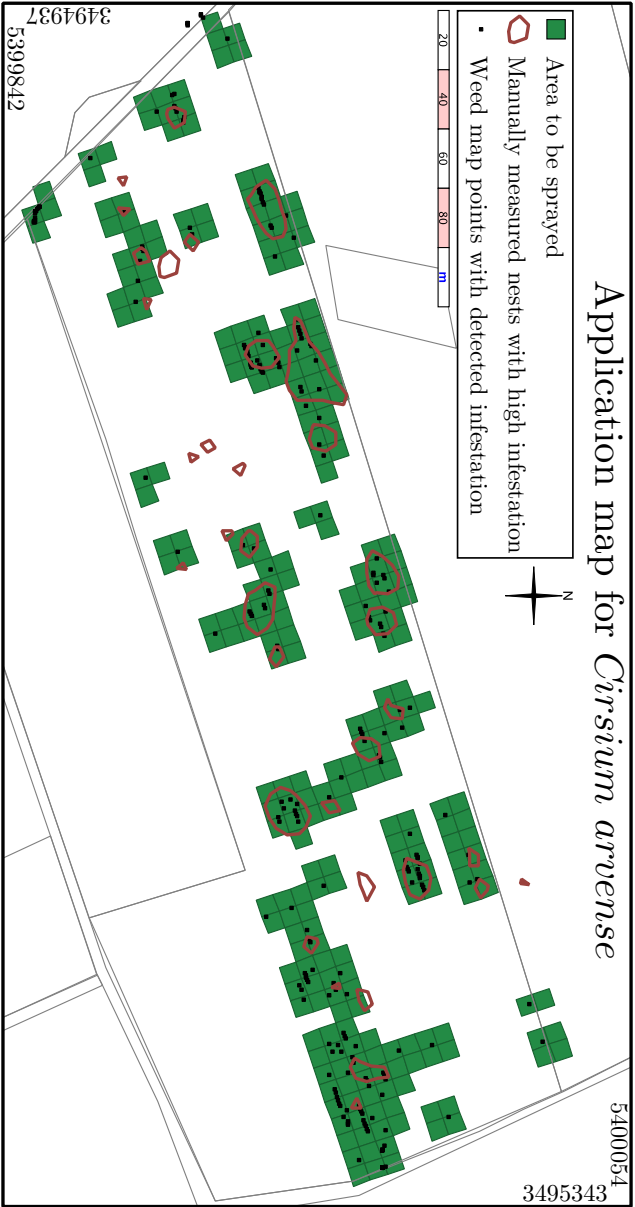 Application map for Cirsium arvense
Area to be sprayed
Manually measured nests with high infestation
Weed map points with detected infestation
20 40 60 80 m
N
5400054
3495343
3494937
5399842